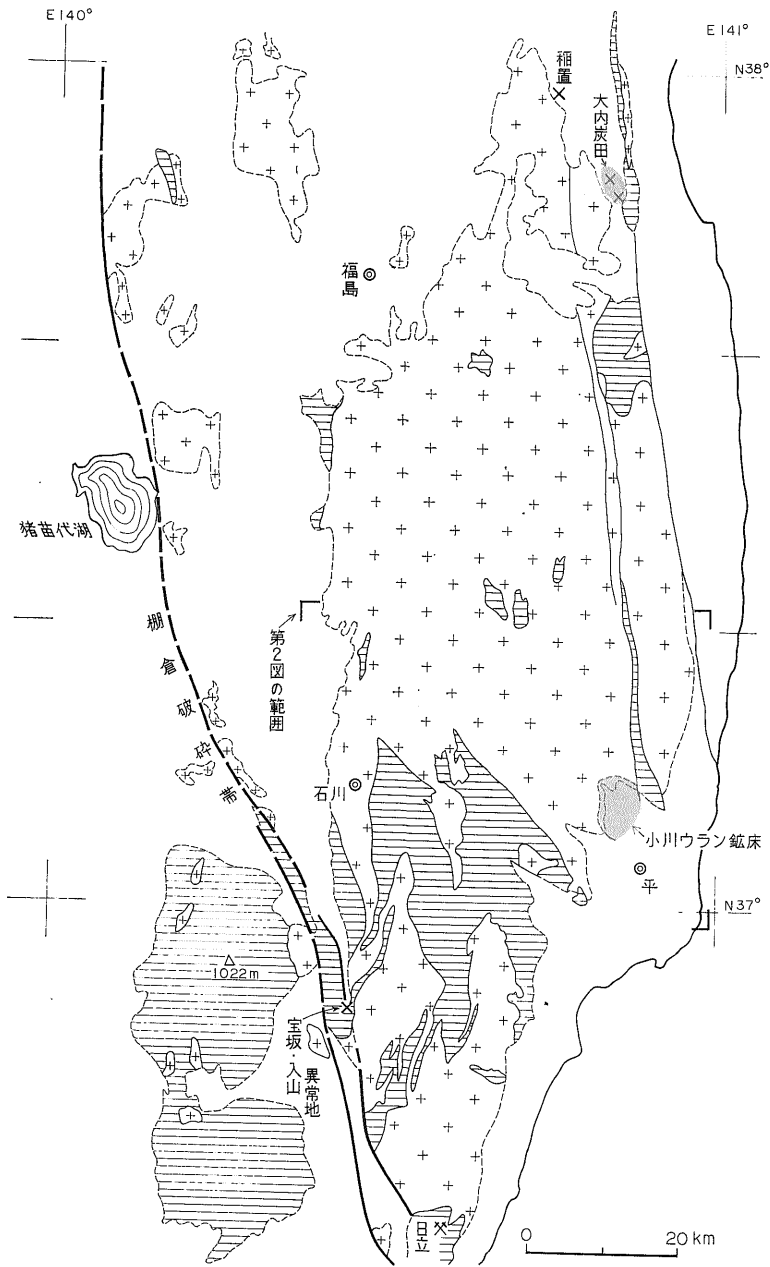 E 140°
E 141°
N38°
稲置
大内炭田
福島
猪苗代湖
棚倉破砕帯
第2図の範囲
石川
小川ウラン鉱床
平
N37°
1022m
宝坂・入山
異常地
日立
0 20 km